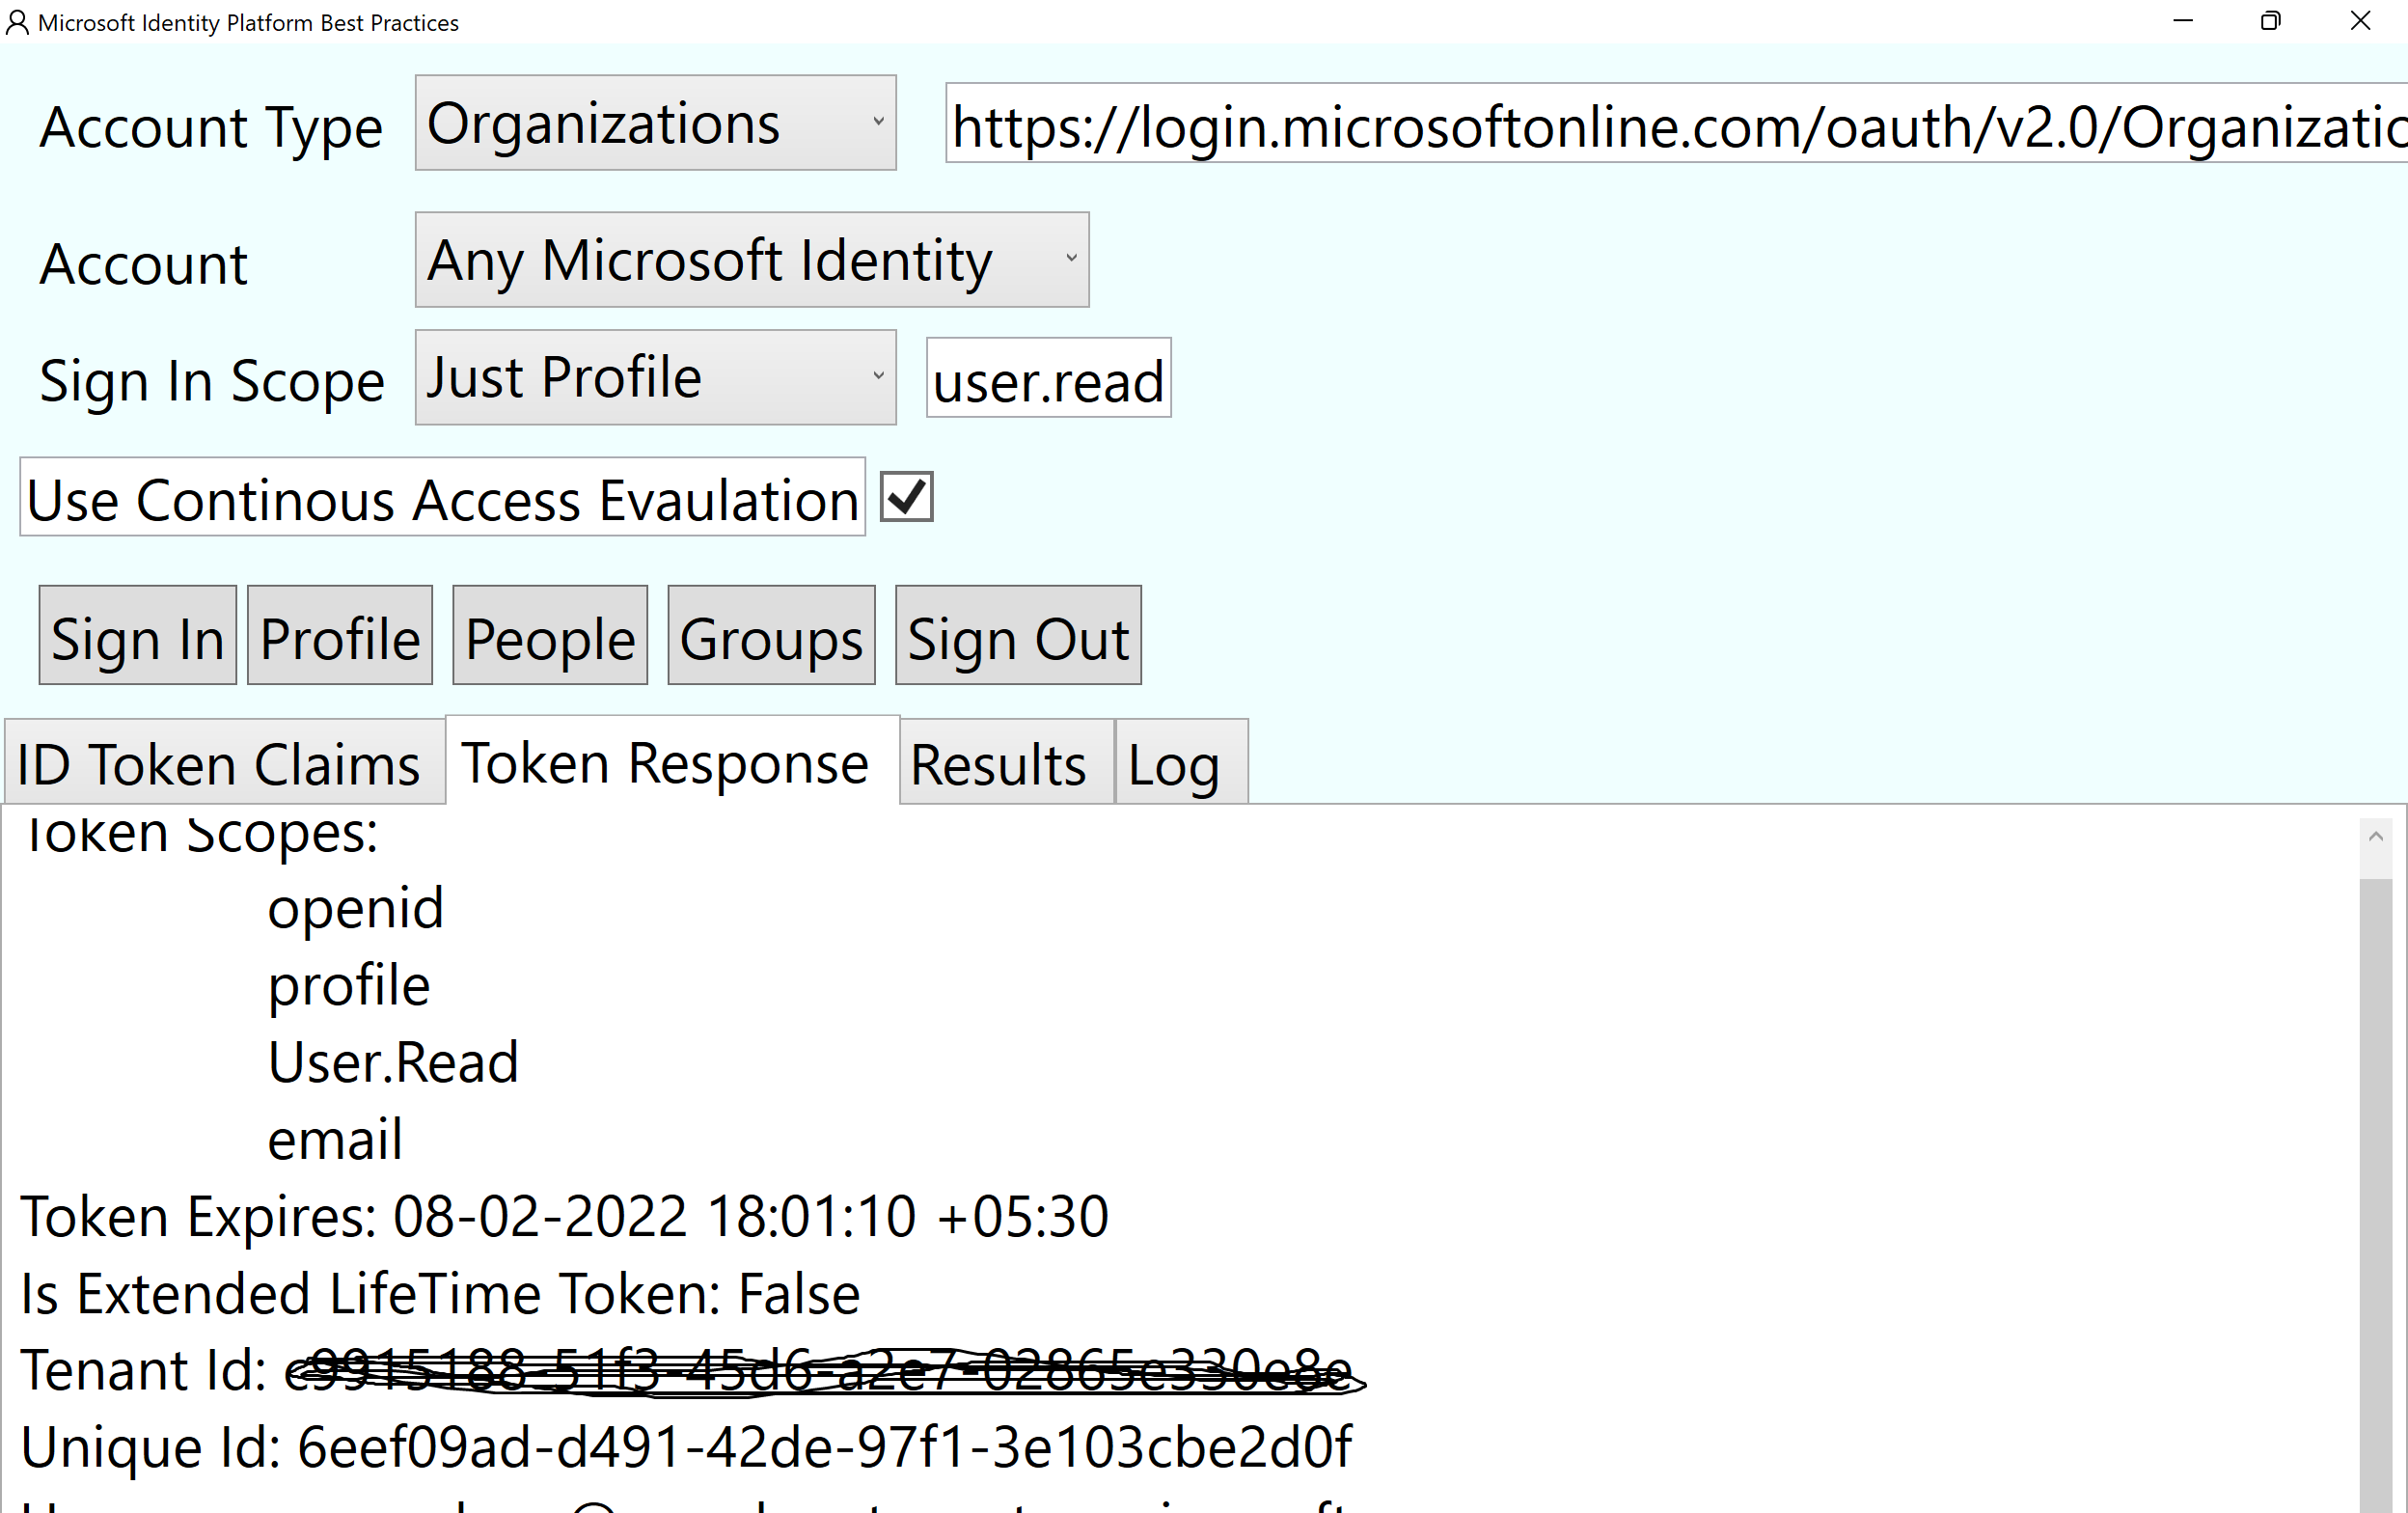 Microsoft Identity Platform Best Practices
Account Type Organizations https://login.microsoftonline.com/oauth/v2.0/Organizatio
Account Any Microsoft Identity
Sign In Scope Just Profile user.read
Use Continous Access Evaulation
Sign In Profile People Groups Sign Out
ID Token Claims Token Response Results Log
Token Scopes:
openid
profile
User.Read
email
Token Expires: 08-02-2022 18:01:10 +05:30
Is Extended LifeTime Token: False
Tenant Id:
Unique Id: 6eef09ad-d491-42de-97f1-3e103cbe2d0f